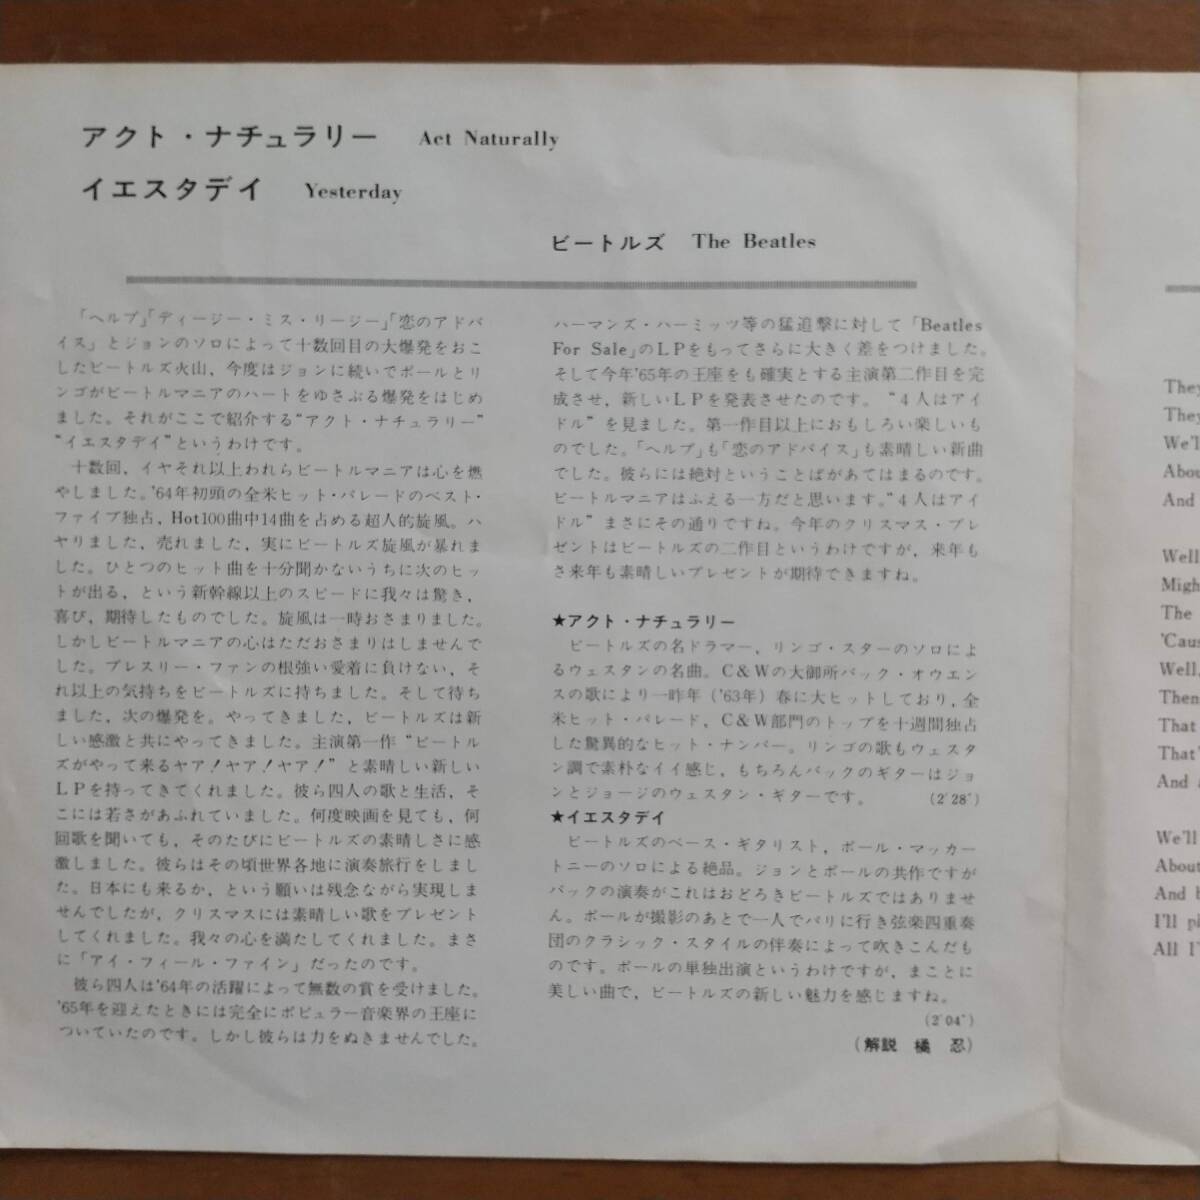 アクト・ナチュラリー Act Naturally
イエスタデイ Yesterday
ビートルズ The Beatles
「ヘルプ」「ディージー・ミス・リージー」「恋のアドバ
イス」とジョンのソロによって十数回目の大爆発をおこ
したビートルズ火山、今度はジョンに続いでポールとリ
ンゴがビートルマニアのハートをゆさぶる爆発をはじめ
ました。それがここで紹介する“アクト・ナチュラリー”
“イエスタデイ”というわけです。
十数回、イヤそれ以上われらビートルマニアは心を燃
やしました。’64年初頭の全米ヒット・パレードのベスト・
ファイブ独占、Hot100曲中14曲を占める超人的旋風。ハ
ヤりました、売れました、実にビートルズ旋風が暴れま
した。ひとつのヒット曲を十分聞かないうちに次のヒッ
トが出る、という新幹線以上のスピードに我々は驚き、
喜び、期待したものでした。旋風は一時おさまりました。
しかしビートルマニアの心はただおさまりはしませんで
した。プレスリー・ファンの根強い愛着に負けない、そ
れ以上の気持ちをビートルズに持ちました。そして待ち
ました、次の爆発を。やってきました、ビートルズは新
しい感激と共にやってきました。主演第一作“ビートル
ズがやって来るヤア！ヤア！ヤア！”と素晴しい新しい
LPを持ってきてくれました。彼ら四人の歌と生活、そ
こには若さがあふれていました。何度映画を見ても、何
回歌を聞いても、そのたびにビートルズの素晴しさに感
激しました。彼らはその頃世界各地に演奏旅行をしまし
た。日本にも来るか、という願いは残念ながら実現しま
せんでしたが、クリスマスには素晴しい歌をプレゼント
してくれました。我々の心を満たしてくれました。まさ
に「アイ・フィール・ファイン」だったのです。
彼ら四人は’64年の活躍によって無数の賞を受けました。
’65年を迎えたときには完全にポピュラー音楽界の王座に
ついていたのです。しかし彼らは力をぬきませんでした。
ハーマンズ・ハーミッツ等の猛追撃に対して「Beatles
For Sale」のLPをもってさらに大きく差をつけました。
そして今年’65年の王座をも確実とする主演第二作目を完
成させ、新しいLPを発表させたのです。“4人はアイ
ドル”を見ました。第一作目以上におもしろい楽しいも
のでした。「ヘルプ」も「恋のアドバイス」も素晴しい新曲
でした。彼らには絶対ということばがあてはまるのです。
ビートルマニアはふえる一方だと思います。“4人はアイ
ドル”まさにその通りですね。今年のクリスマス・プレ
ゼントはビートルズの二作目というわけですが、来年も
さ来年も素晴しいプレゼントが期待できますね。
★アクト・ナチュラリー
ビートルズの名ドラマー、リンゴ・スターのソロによ
るウェスタンの名曲。C&Wの大御所バック・オウエン
スの歌により一昨年（’63年）春に大ヒットしており、全
米ヒット・パレード、C&W部門のトップを十週間独占
した驚異的なヒット・ナンバー。リンゴの歌もウェスタ
ン調で素朴なイイ感じ、もちろんバックのギターはジョ
ンとジョージのウェスタン・ギターです。 (2′28″)
★イエスタデイ
ビートルズのベース・ギタリスト、ポール・マッカー
トニーのソロによる絶品。ジョンとポールの共作ですが
バックの演奏がこれはおどろきビートルズではありませ
ん。ポールが撮影のあとで一人でパリに行き弦楽四重奏
団のクラシック・スタイルの伴奏によって吹きこんだも
のです。ポールの単独出演というわけですが、まことに
美しい曲で、ビートルズの新しい魅力を感じますね。
(2′04″)
(解説 橘 忍)
They
They
We'll
Abou
And
Well
Migh
The
'Caus
Well,
Then
That
That'
And
We'll
About
And b
I'll pl
All I'